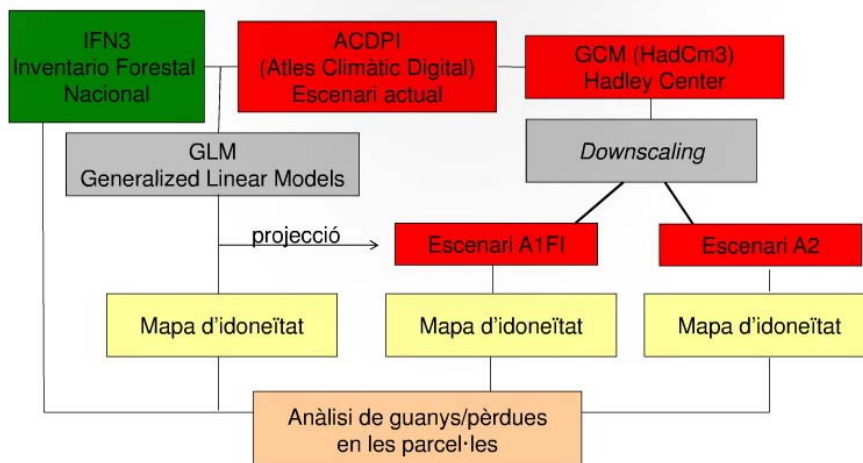 IFN3
Inventario Forestal
Nacional
ACDPI
(Atles Climàtic Digital)
Escenari actual
GCM (HadCm3)
Hadley Center
GLM
Generalized Linear Models
Downscaling
projecció
Escenari A1FI
Escenari A2
Mapa d'idoneïtat
Mapa d'idoneïtat
Mapa d'idoneïtat
Anàlisi de guanys/pèrdues
en les parcel·les